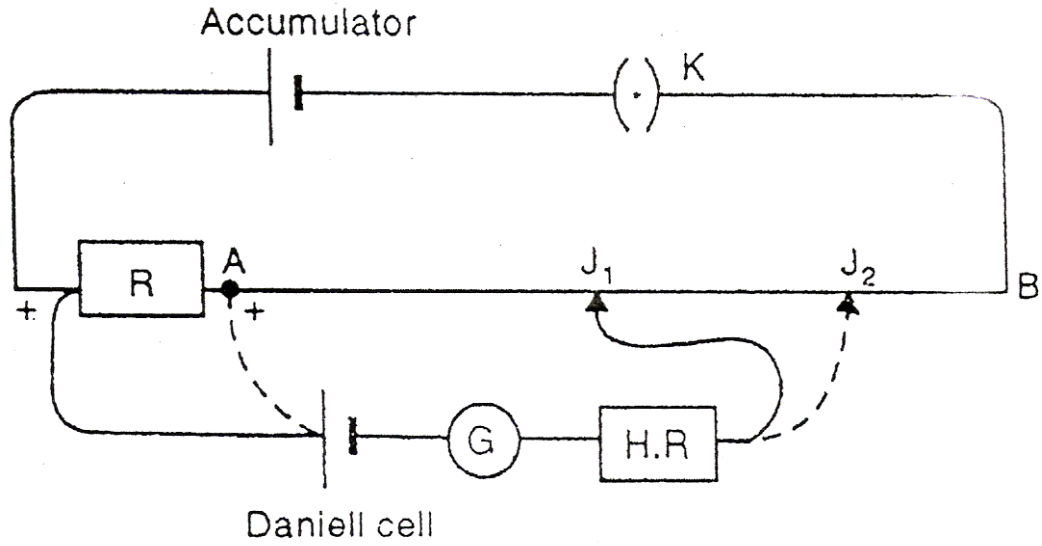 Accumulator
K
R
A
J₁
J₂
B
+
+
G
H.R
Daniell cell